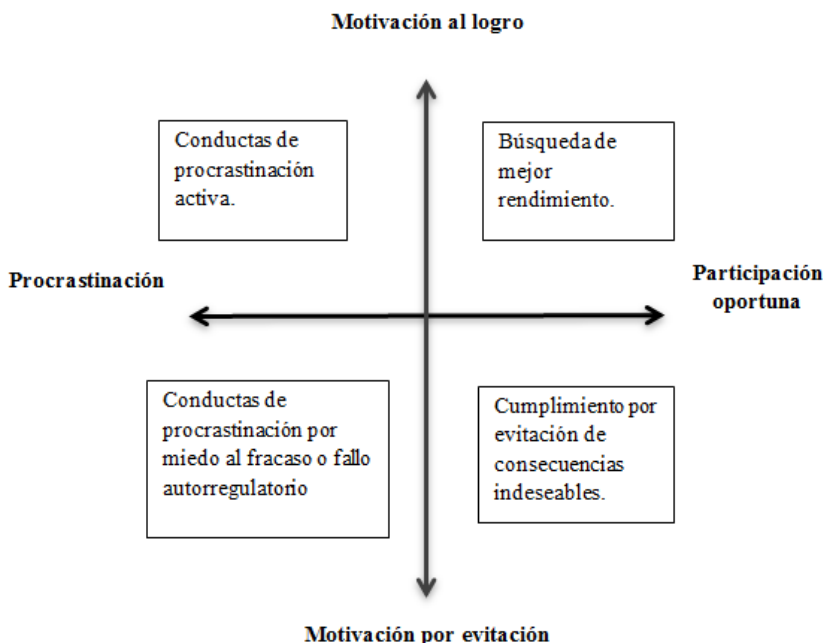 Motivación al logro
Conductas de
procrastinación
activa.
Búsqueda de
mejor
rendimiento.
Procrastinación
Participación
oportuna
Conductas de
procrastinación por
miedo al fracaso o fallo
autorregulatorio
Cumplimiento por
evitación de
consecuencias
indeseables.
Motivación por evitación